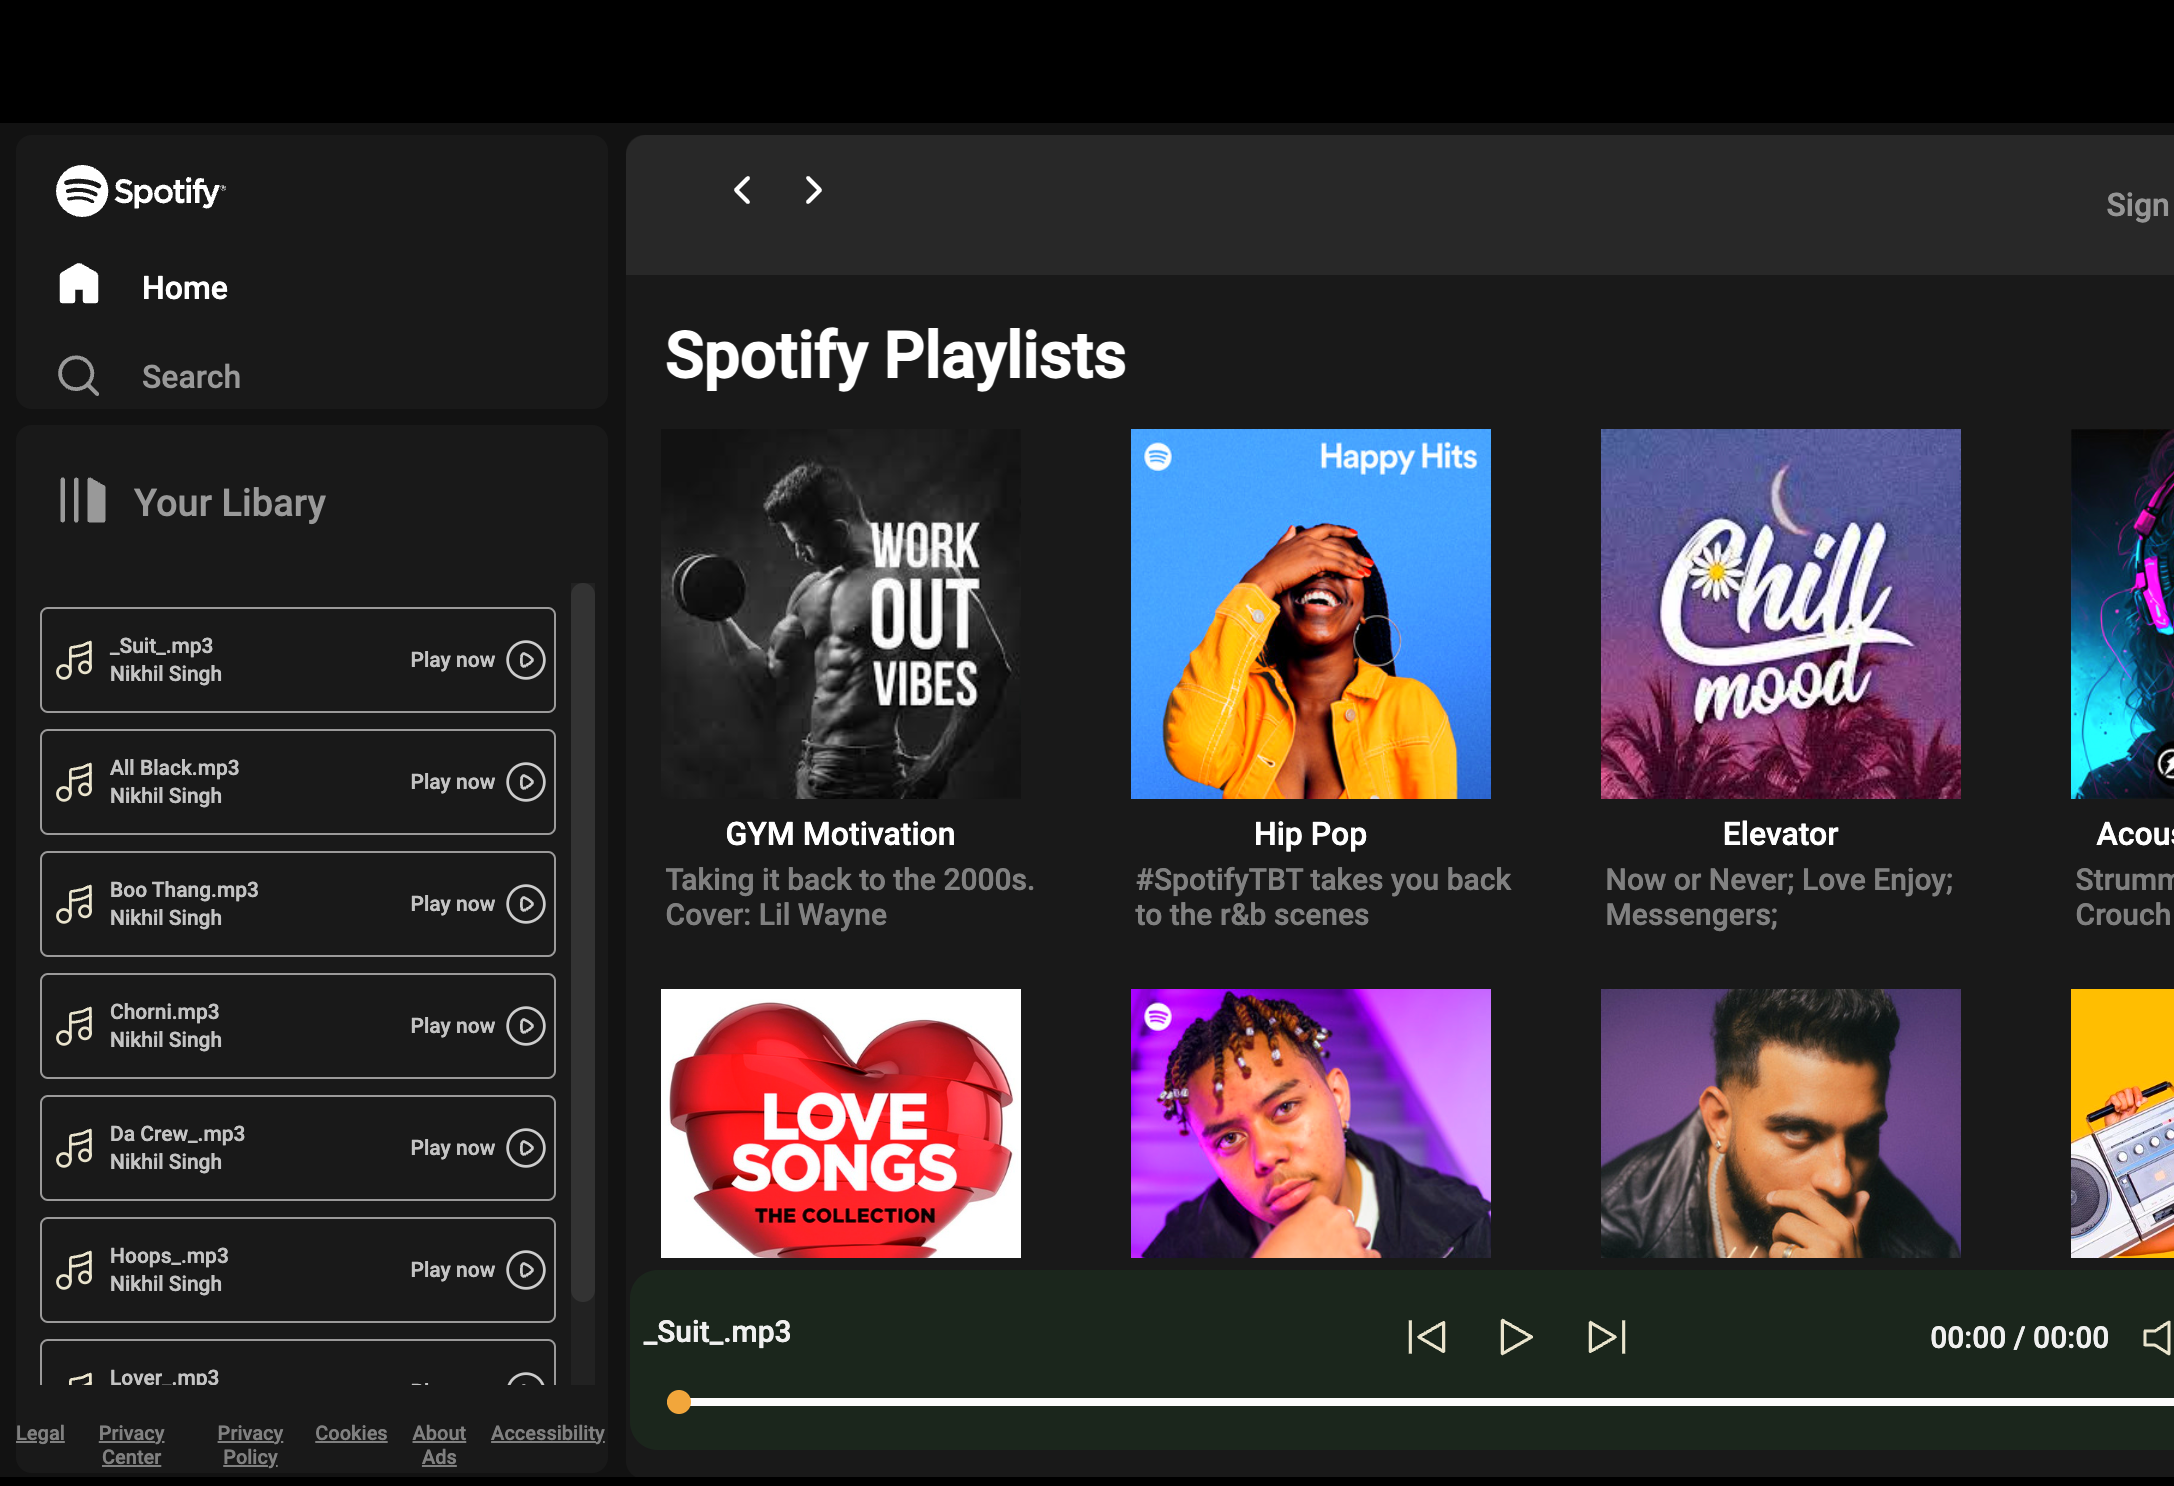 Spotify
Home
Search
Your Libary
_Suit_.mp3
Nikhil Singh
Play now
All Black.mp3
Nikhil Singh
Play now
Boo Thang.mp3
Nikhil Singh
Play now
Chorni.mp3
Nikhil Singh
Play now
Da Crew_.mp3
Nikhil Singh
Play now
Hoops_.mp3
Nikhil Singh
Play now
Lover_.mp3
Legal
Privacy
Center
Privacy
Policy
Cookies
About
Ads
Accessibility
Sign
Spotify Playlists
WORK
OUT
VIBES
GYM Motivation
Taking it back to the 2000s.
Cover: Lil Wayne
Happy Hits
Hip Pop
#SpotifyTBT takes you back
to the r&b scenes
Chill
mood
Elevator
Now or Never; Love Enjoy;
Messengers;
Crouch
LOVE
SONGS
THE COLLECTION
_Suit_.mp3
00:00 / 00:00